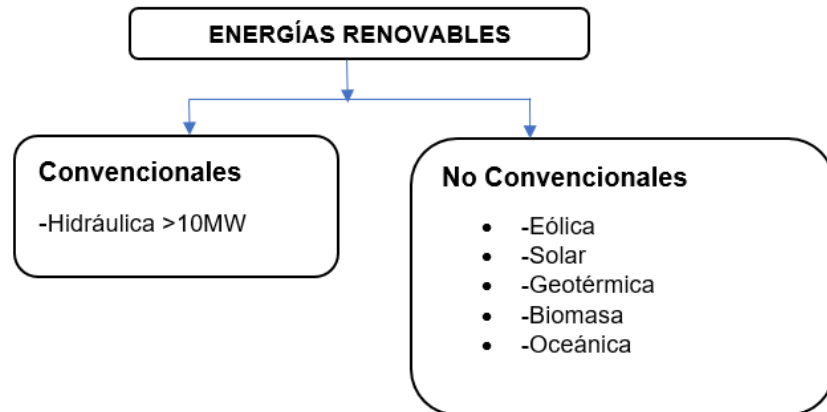 ENERGÍAS RENOVABLES
Convencionales
-Hidráulica >10MW
No Convencionales
• -Eólica
• -Solar
• -Geotérmica
• -Biomasa
• -Oceánica